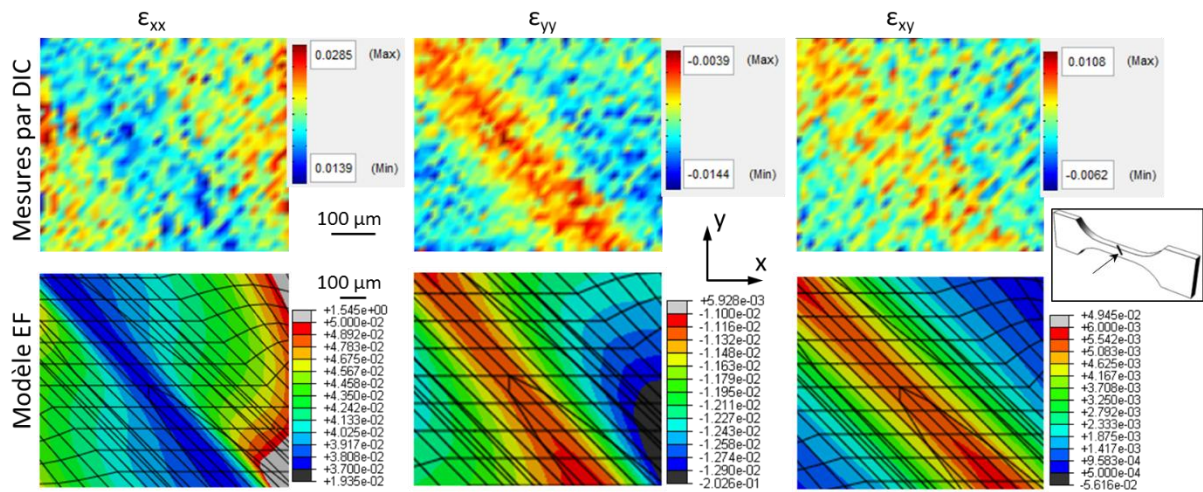 ε_xx
ε_yy
ε_xy
Mesures par DIC
0.0285 (Max)
0.0139 (Min)
-0.0039 (Max)
-0.0144 (Min)
0.0108 (Max)
-0.0062 (Min)
100 µm
y
x
Modèle EF
100 µm
+1.545e+00
+5.000e-02
+4.892e-02
+4.783e-02
+4.675e-02
+4.567e-02
+4.458e-02
+4.350e-02
+4.242e-02
+4.133e-02
+4.025e-02
+3.917e-02
+3.808e-02
+3.700e-02
+1.935e-02
+5.928e-03
-1.100e-02
-1.116e-02
-1.132e-02
-1.148e-02
-1.163e-02
-1.179e-02
-1.195e-02
-1.211e-02
-1.227e-02
-1.243e-02
-1.258e-02
-1.274e-02
-1.290e-02
-2.026e-01
+4.945e-02
+6.000e-03
+5.542e-03
+5.083e-03
+4.625e-03
+4.167e-03
+3.708e-03
+3.250e-03
+2.792e-03
+2.333e-03
+1.875e-03
+1.417e-03
+9.583e-04
+5.000e-04
-5.616e-02